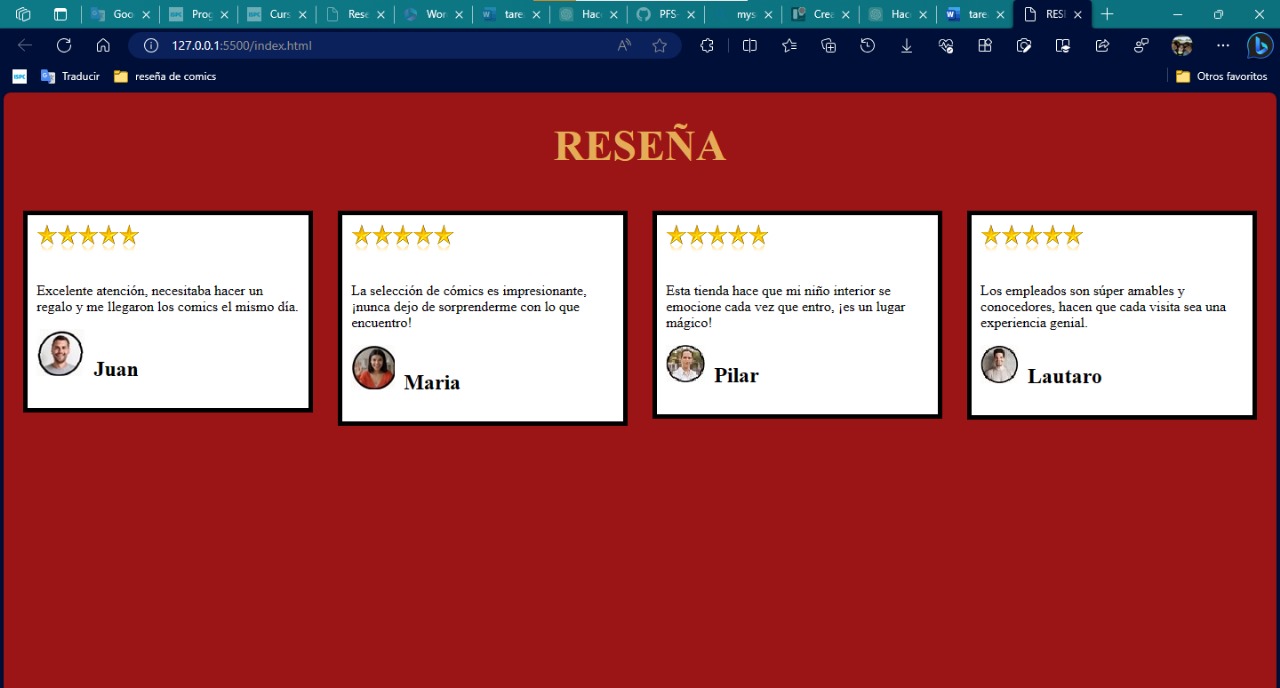 Goo
Prog
Curs
Rese
Wor
tare
Hac
PFS-
mys
Crea
Hac
tare
RESI
127.0.0.1:5500/index.html
ISPC
Traducir
reseña de comics
Otros favoritos
RESEÑA
Excelente atención, necesitaba hacer un
regalo y me llegaron los comics el mismo día.
Juan
La selección de cómics es impresionante,
¡nunca dejo de sorprenderme con lo que
encuentro!
Maria
Esta tienda hace que mi niño interior se
emocione cada vez que entro, ¡es un lugar
mágico!
Pilar
Los empleados son súper amables y
conocedores, hacen que cada visita sea una
experiencia genial.
Lautaro